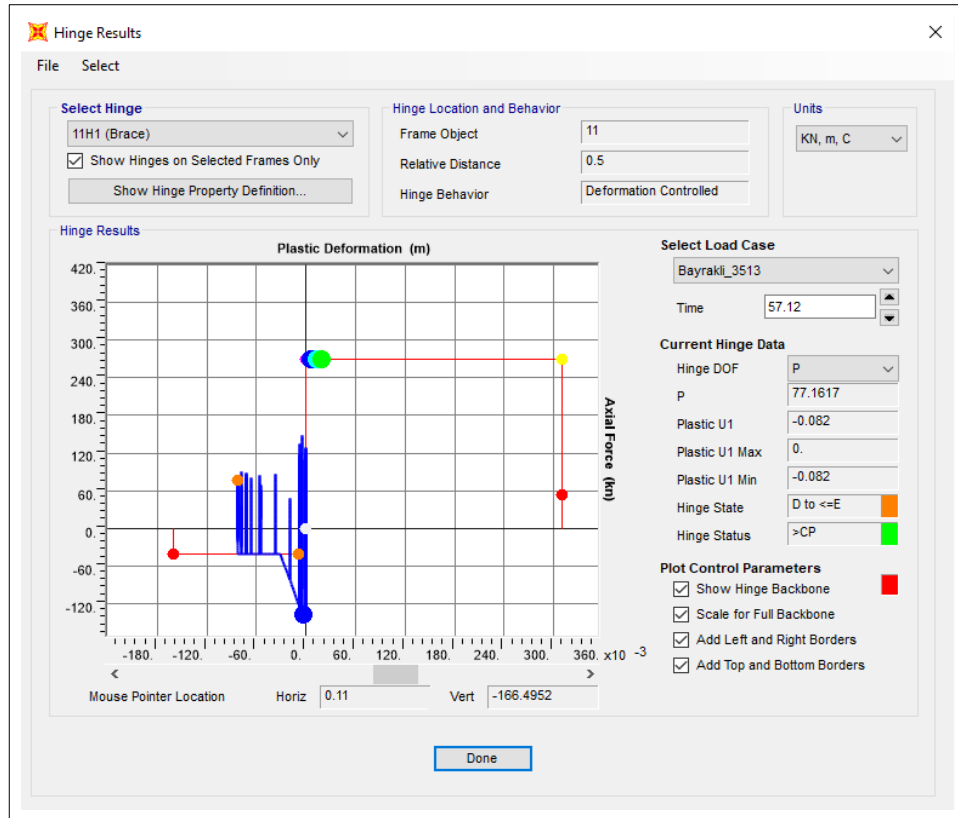 Hinge Results
File Select
Select Hinge
11H1 (Brace)
Show Hinges on Selected Frames Only
Show Hinge Property Definition...
Hinge Location and Behavior
Frame Object 11
Relative Distance 0.5
Hinge Behavior Deformation Controlled
Units
KN, m, C
Hinge Results
Plastic Deformation (m)
420.
360.
300.
240.
180.
120.
60.
0.
-60.
-120.
-180. -120. -60. 0. 60. 120. 180. 240. 300. 360. x10 -3
Axial Force (kn)
Mouse Pointer Location Horiz 0.11 Vert -166.4952
Select Load Case
Bayrakli_3513
Time 57.12
Current Hinge Data
Hinge DOF P
P 77.1617
Plastic U1 -0.082
Plastic U1 Max 0.
Plastic U1 Min -0.082
Hinge State D to <=E
Hinge Status >CP
Plot Control Parameters
Show Hinge Backbone
Scale for Full Backbone
Add Left and Right Borders
Add Top and Bottom Borders
Done